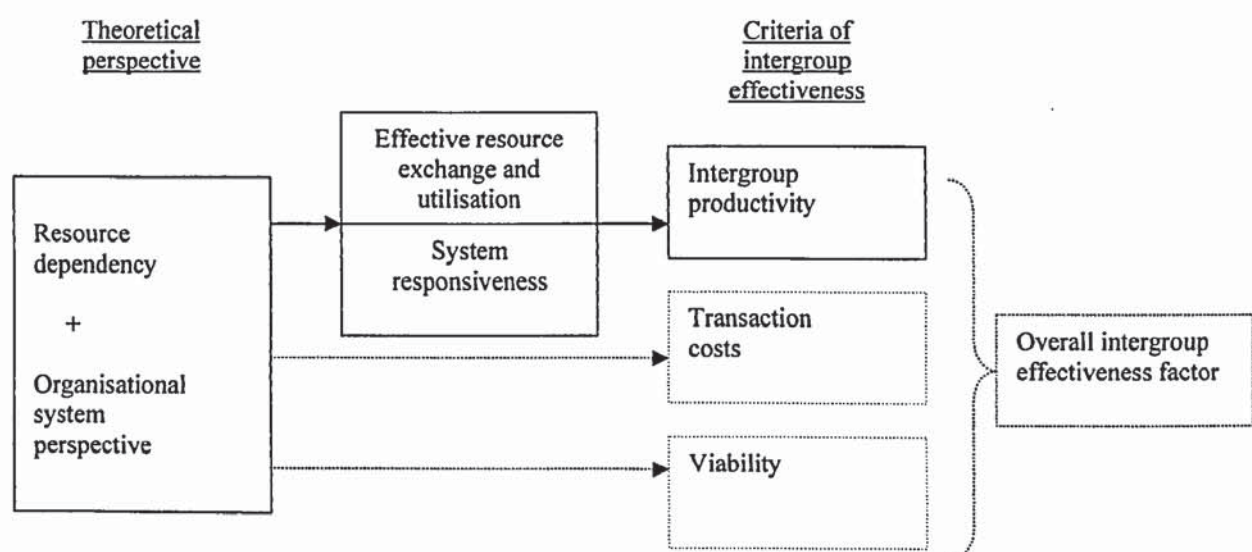 Theoretical
perspective
Criteria of
intergroup
effectiveness
Effective resource
exchange and
utilisation
System
responsiveness
Resource
dependency
+
Organisational
system
perspective
Intergroup
productivity
Transaction
costs
Viability
Overall intergroup
effectiveness factor